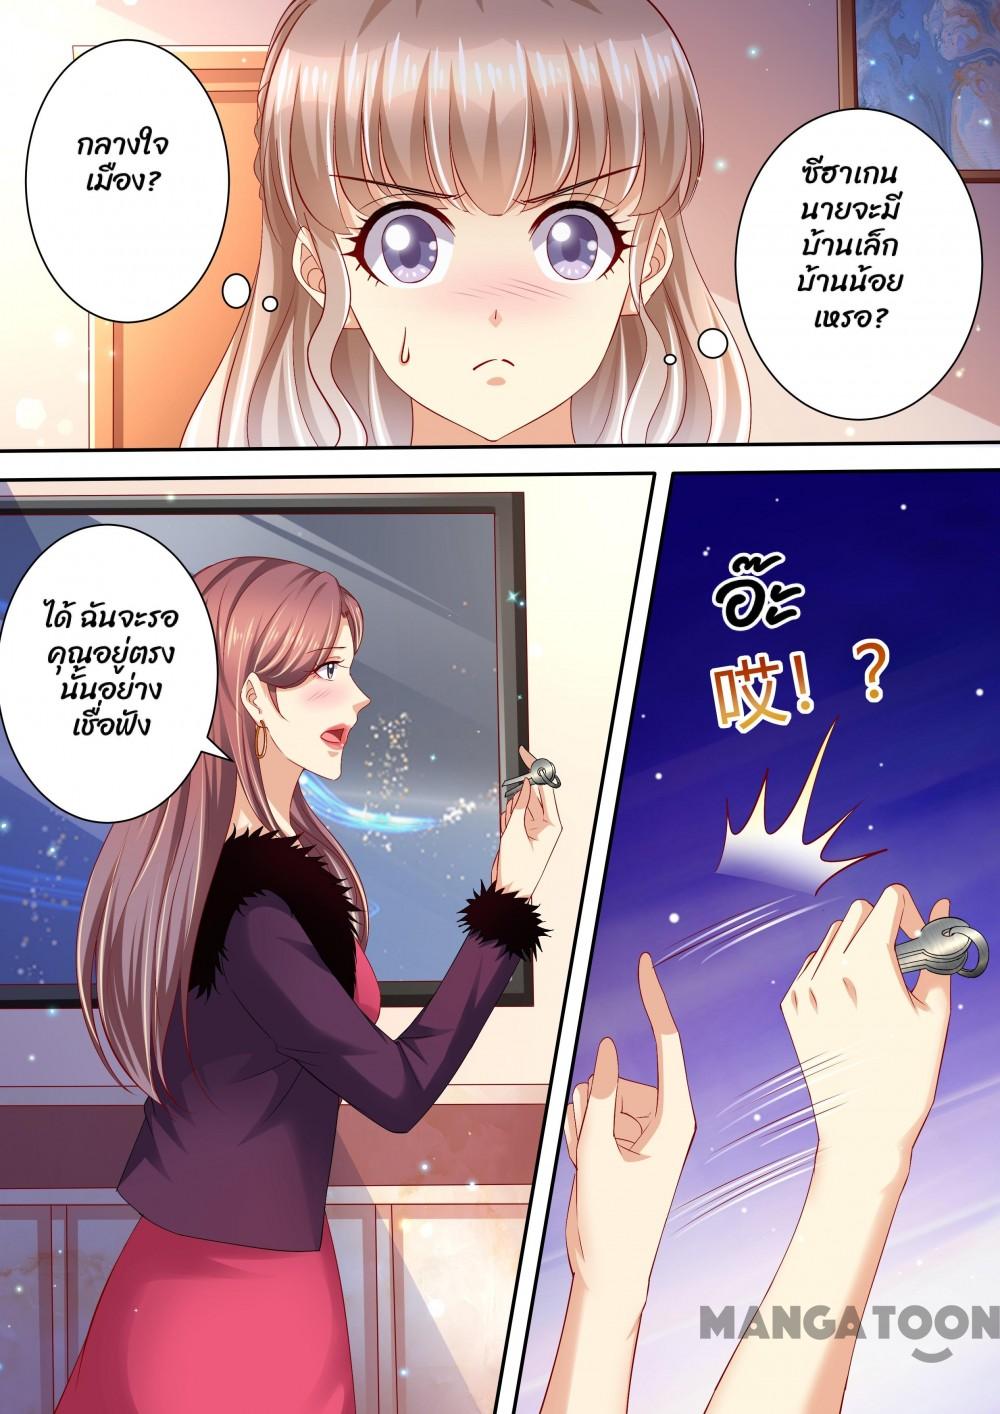 กลางใจ
เมือง?
ซีฮาเกน
นายจะมี
บ้านเล็ก
บ้านน้อย
เหรอ?
ได้ ฉันจะรอ
คุณอยู่ตรง
นั้นอย่าง
เชื่อฟัง
อ๊ะ
哎！？
MANGATOON